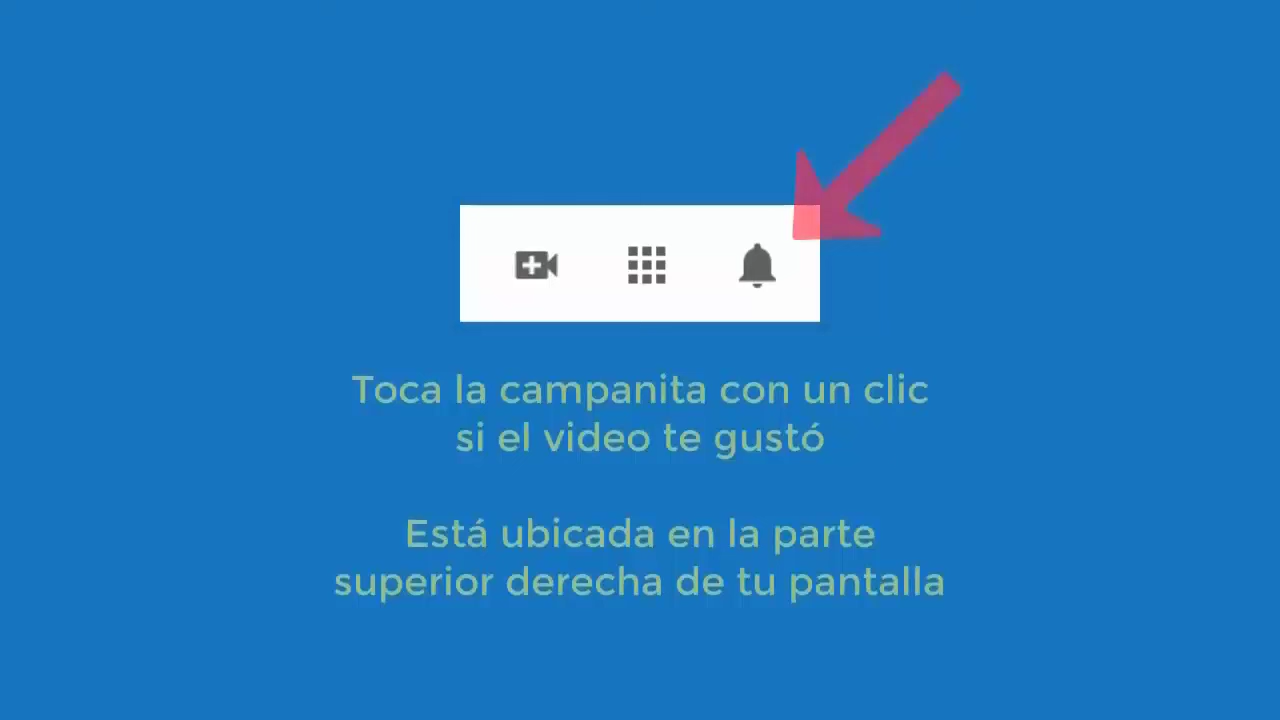 Toca la campanita con un clic
si el video te gustó
Está ubicada en la parte
superior derecha de tu pantalla